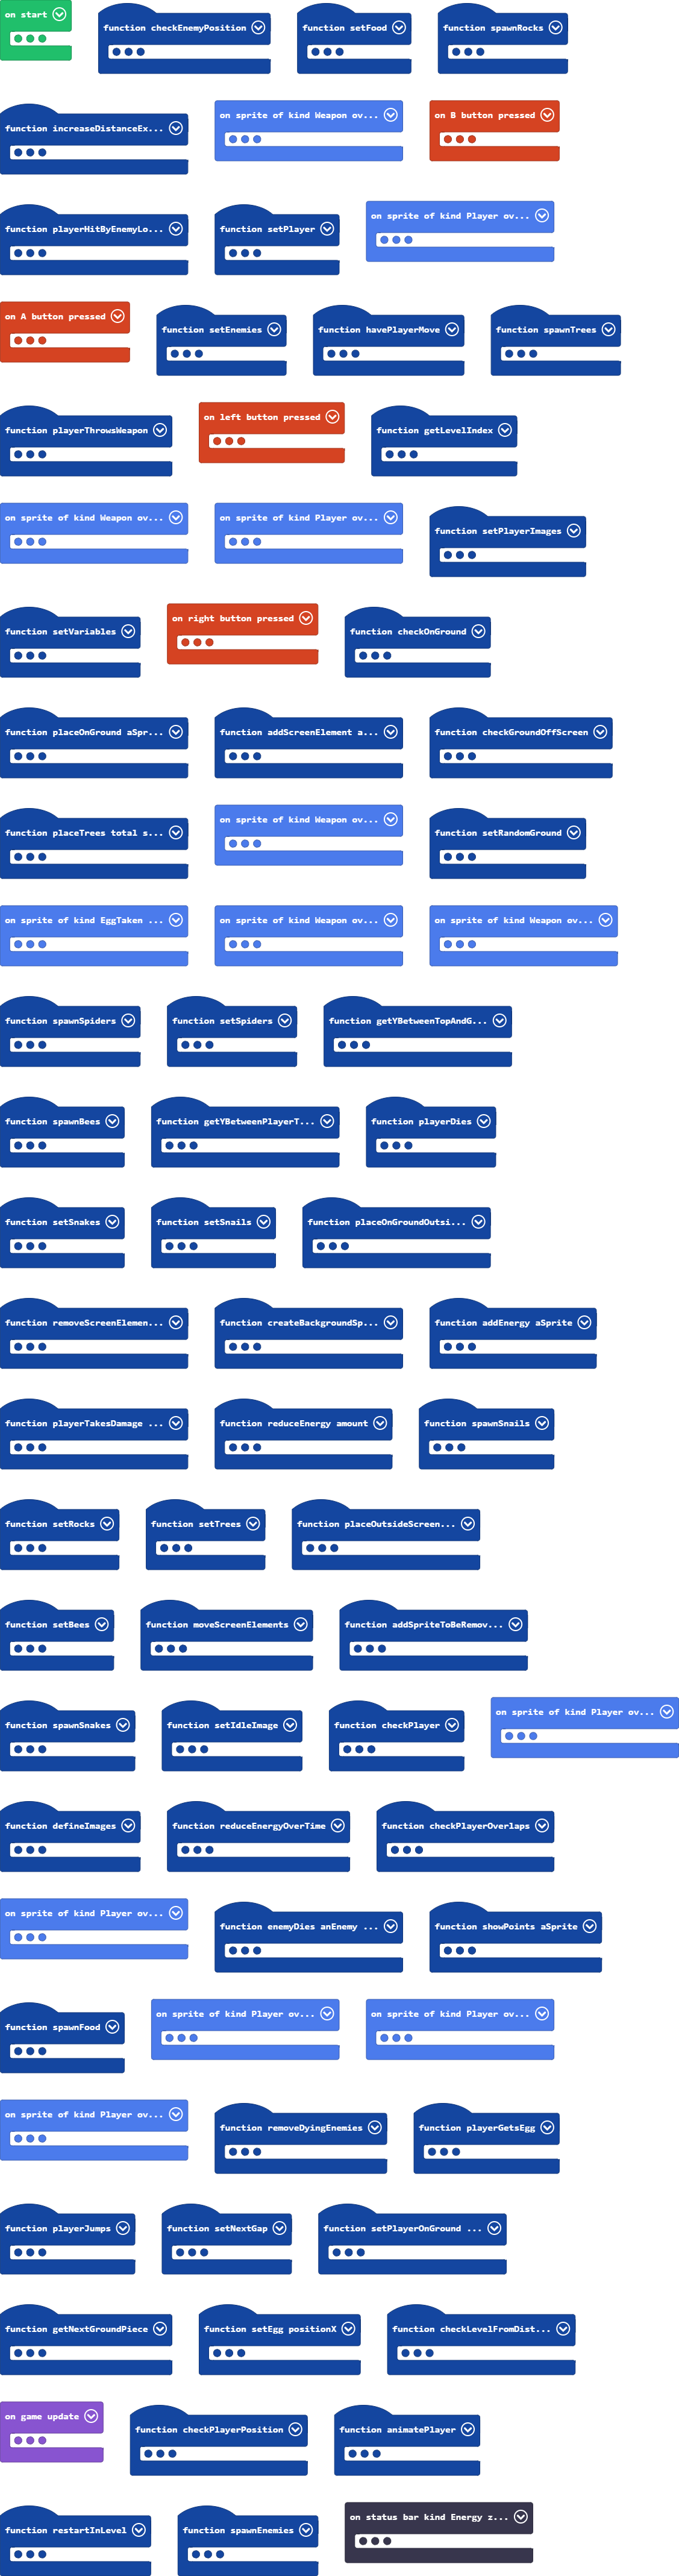 on start
function checkEnemyPosition
function setFood
function spawnRocks
function increaseDistanceEx...
on sprite of kind Weapon ov...
on B button pressed
function playerHitByEnemyLo...
function setPlayer
on sprite of kind Player ov...
on A button pressed
function setEnemies
function havePlayerMove
function spawnTrees
function playerThrowsWeapon
on left button pressed
function getLevelIndex
on sprite of kind Weapon ov...
on sprite of kind Player ov...
function setPlayerImages
function setVariables
on right button pressed
function checkOnGround
function placeOnGround aSpr...
function addScreenElement a...
function checkGroundOffScreen
function placeTrees total s...
on sprite of kind Weapon ov...
function setRandomGround
on sprite of kind EggTaken ...
on sprite of kind Weapon ov...
on sprite of kind Weapon ov...
function spawnSpiders
function setSpiders
function getYBetweenTopAndG...
function spawnBees
function getYBetweenPlayerT...
function playerDies
function setSnakes
function setSnails
function placeOnGroundOutsi...
function removeScreenElemen...
function createBackgroundSp...
function addEnergy aSprite
function playerTakesDamage ...
function reduceEnergy amount
function spawnSnails
function setRocks
function setTrees
function placeOutsideScreen...
function setBees
function moveScreenElements
function addSpriteToBeRemov...
function spawnSnakes
function setIdleImage
function checkPlayer
on sprite of kind Player ov...
function defineImages
function reduceEnergyOverTime
function checkPlayerOverlaps
on sprite of kind Player ov...
function enemyDies anEnemy ...
function showPoints aSprite
function spawnFood
on sprite of kind Player ov...
on sprite of kind Player ov...
on sprite of kind Player ov...
function removeDyingEnemies
function playerGetsEgg
function playerJumps
function setNextGap
function setPlayerOnGround ...
function getNextGroundPiece
function setEgg positionX
function checkLevelFromDist...
on game update
function checkPlayerPosition
function animatePlayer
function restartInLevel
function spawnEnemies
on status bar kind Energy z...